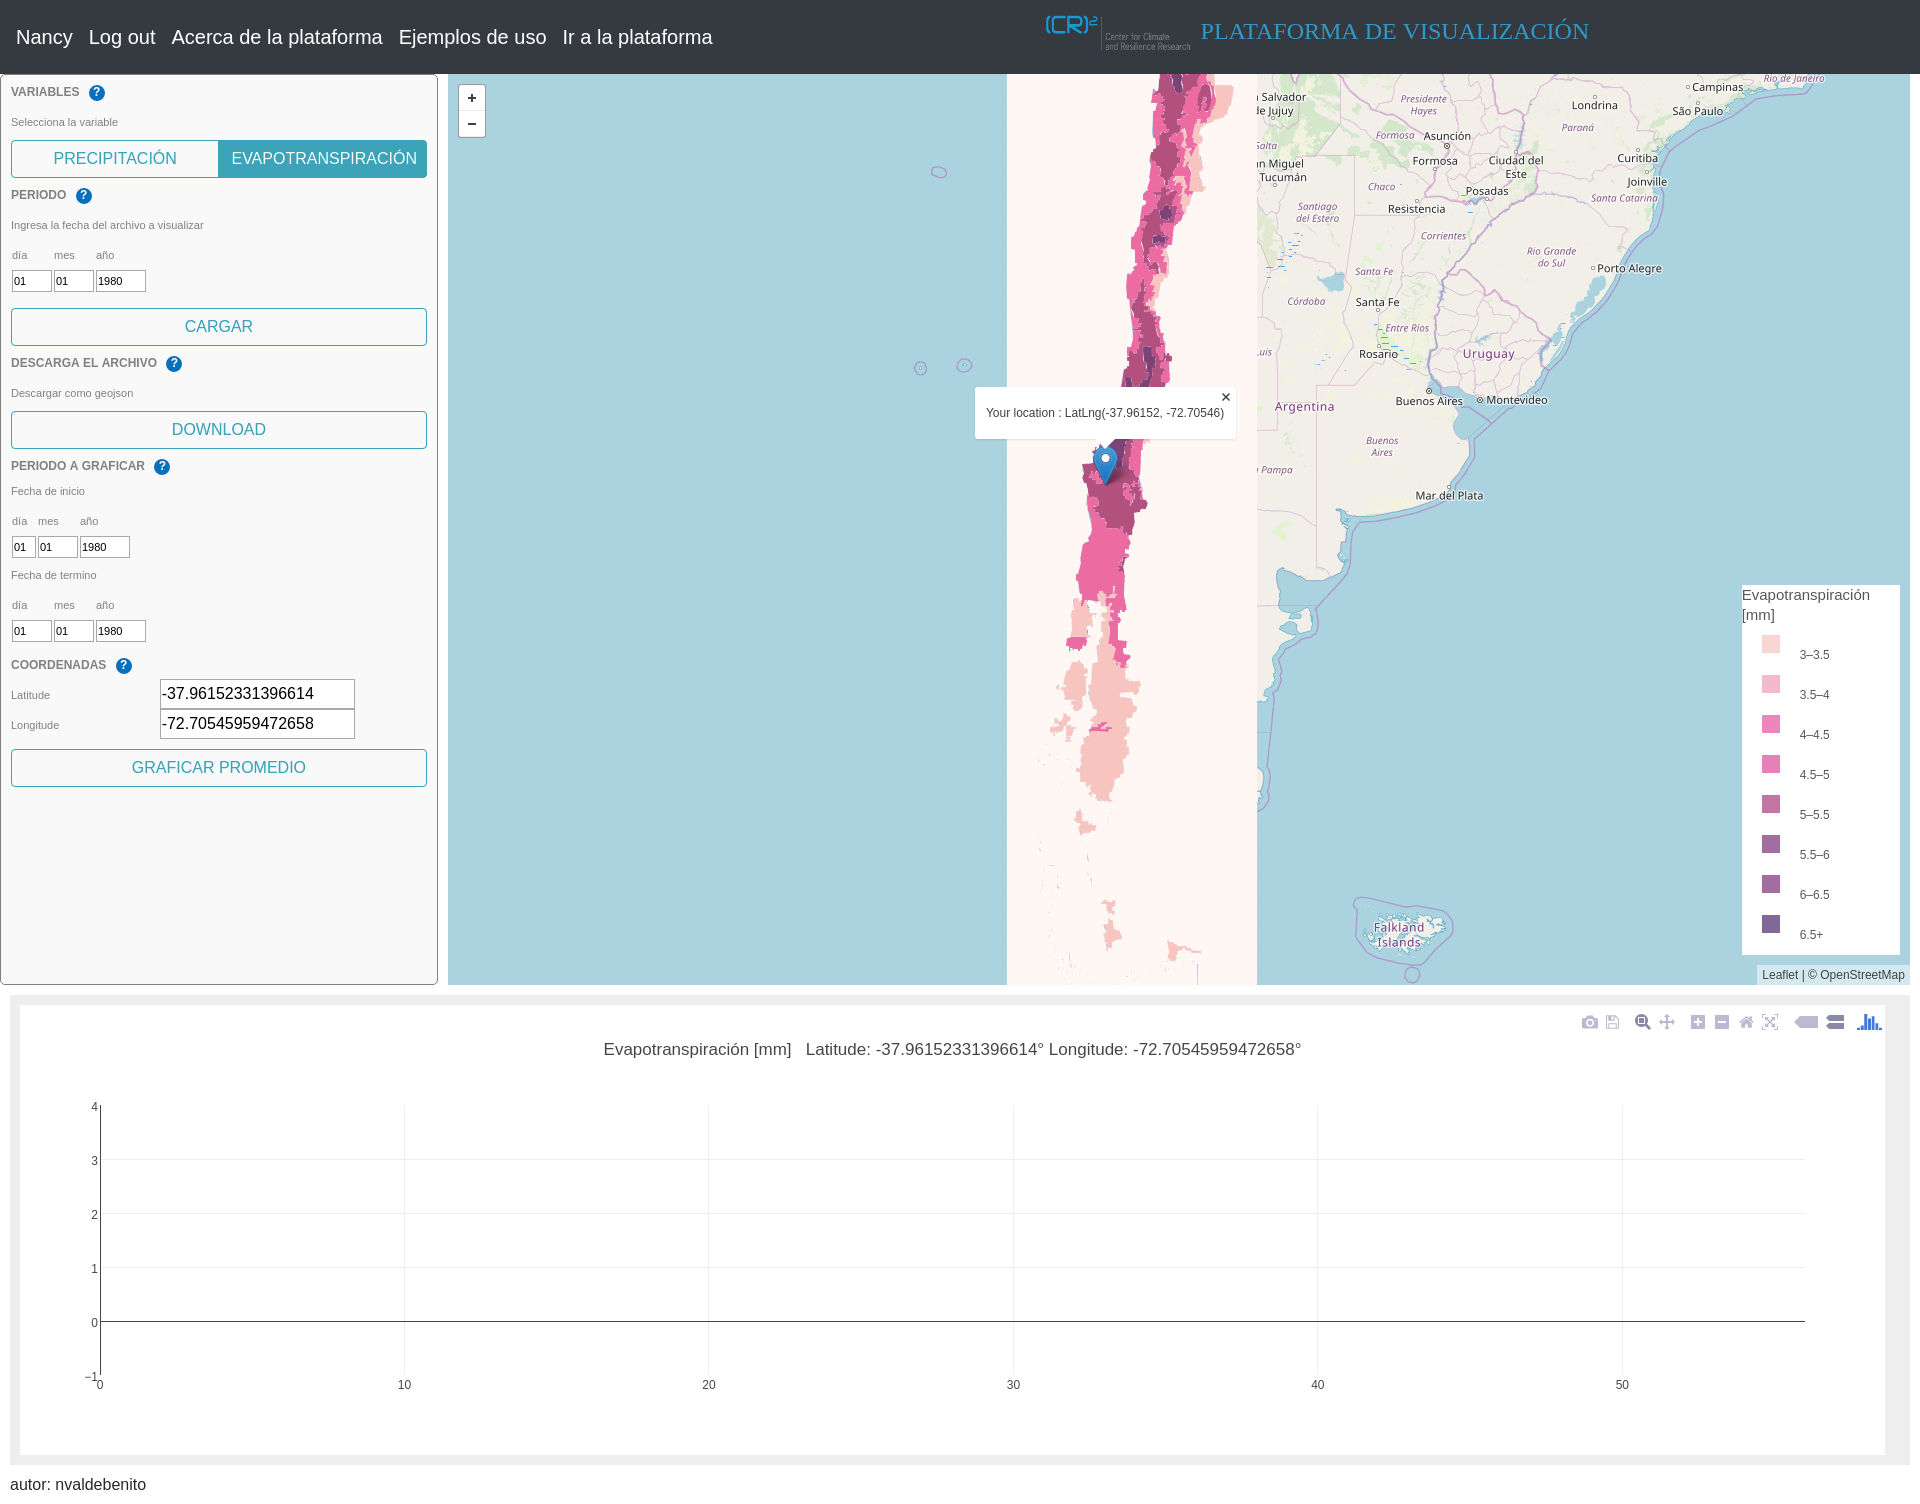 Nancy Log out Acerca de la plataforma Ejemplos de uso Ir a la plataforma
(CR)2 Center for Climate
and Resilience Research
PLATAFORMA DE VISUALIZACIÓN
VARIABLES ?
Selecciona la variable
PRECIPITACIÓN EVAPOTRANSPIRACIÓN
PERIODO ?
Ingresa la fecha del archivo a visualizar
día mes año
01 01 1980
CARGAR
DESCARGA EL ARCHIVO ?
Descargar como geojson
DOWNLOAD
PERIODO A GRAFICAR ?
Fecha de inicio
día mes año
01 01 1980
Fecha de termino
día mes año
01 01 1980
COORDENADAS ?
Latitude -37.96152331396614
Longitude -72.70545959472658
GRAFICAR PROMEDIO
+
−
Rio de Janeiro
Campinas
Salvador
de Jujuy
Presidente
Hayes
Londrina
São Paulo
Paraná
Formosa
Asunción
Salta
Formosa
Ciudad del
Este
Curitiba
n Miguel
Tucumán
Chaco
Posadas
Joinville
Santa Catarina
Santiago
del Estero
Resistencia
Corrientes
Rio Grande
do Sul
Porto Alegre
Santa Fe
Córdoba
Santa Fe
Entre Ríos
Luis
Rosario
Uruguay
Argentina
Buenos Aires
Montevideo
Buenos
Aires
Pampa
Mar del Plata
Falkland
Islands
Your location : LatLng(-37.96152, -72.70546)
×
Evapotranspiración
[mm]
3–3.5
3.5–4
4–4.5
4.5–5
5–5.5
5.5–6
6–6.5
6.5+
Leaflet | © OpenStreetMap
Evapotranspiración [mm] Latitude: -37.96152331396614° Longitude: -72.70545959472658°
4
3
2
1
0
−1
0 10 20 30 40 50
autor: nvaldebenito